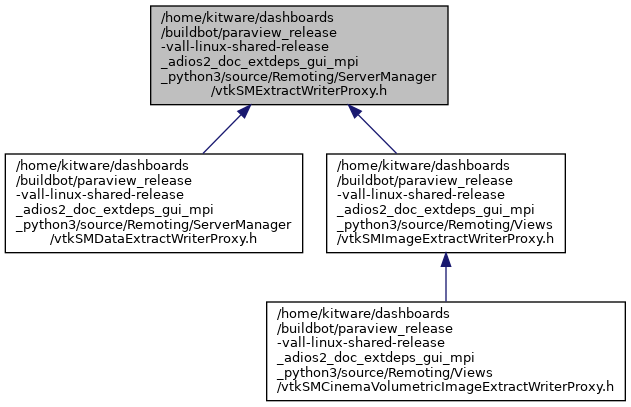 /home/kitware/dashboards
/buildbot/paraview_release
-vall-linux-shared-release
_adios2_doc_extdeps_gui_mpi
_python3/source/Remoting/ServerManager
/vtkSMExtractWriterProxy.h
/home/kitware/dashboards
/buildbot/paraview_release
-vall-linux-shared-release
_adios2_doc_extdeps_gui_mpi
_python3/source/Remoting/ServerManager
/vtkSMDataExtractWriterProxy.h
/home/kitware/dashboards
/buildbot/paraview_release
-vall-linux-shared-release
_adios2_doc_extdeps_gui_mpi
_python3/source/Remoting/Views
/vtkSMImageExtractWriterProxy.h
/home/kitware/dashboards
/buildbot/paraview_release
-vall-linux-shared-release
_adios2_doc_extdeps_gui_mpi
_python3/source/Remoting/Views
/vtkSMCinemaVolumetricImageExtractWriterProxy.h